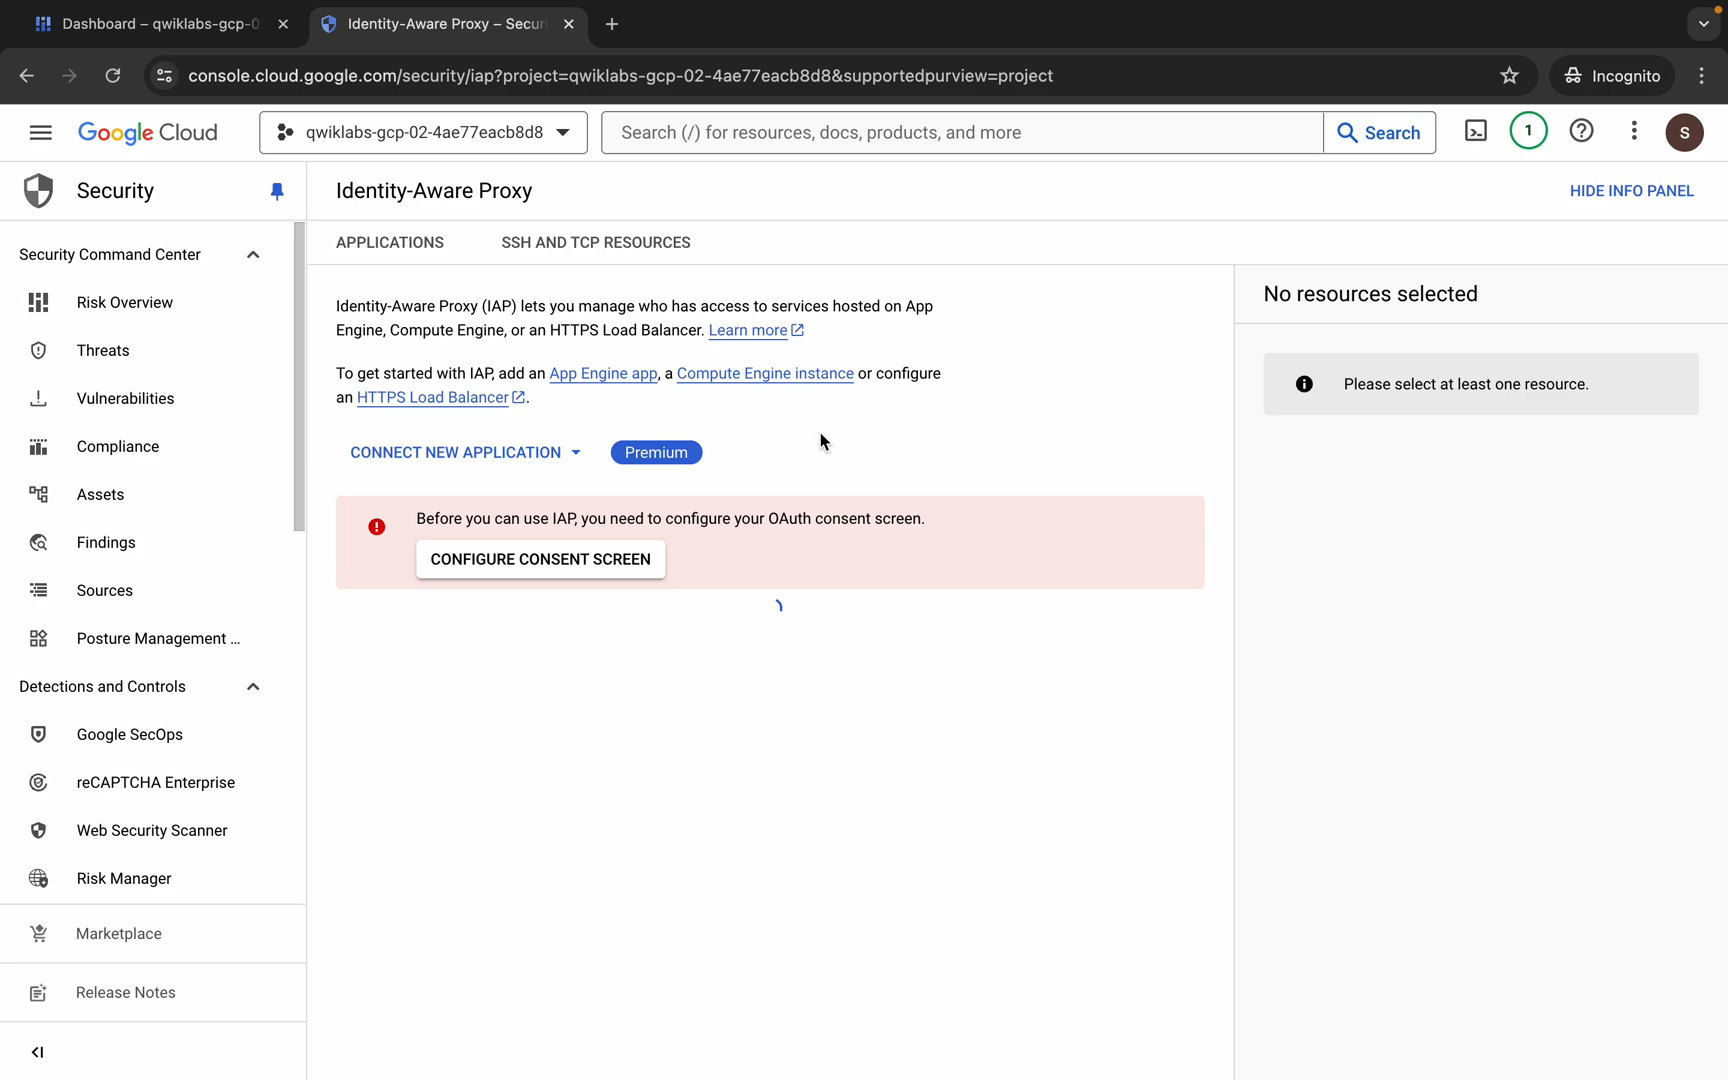 Dashboard – qwiklabs-gcp-0
Identity-Aware Proxy – Secur
console.cloud.google.com/security/iap?project=qwiklabs-gcp-02-4ae77eacb8d8&supportedpurview=project
Incognito
Google Cloud
qwiklabs-gcp-02-4ae77eacb8d8
Search (/) for resources, docs, products, and more
Search
1
S
Security
Identity-Aware Proxy
HIDE INFO PANEL
APPLICATIONS
SSH AND TCP RESOURCES
Security Command Center
Risk Overview
Threats
Vulnerabilities
Compliance
Assets
Findings
Sources
Posture Management ...
Detections and Controls
Google SecOps
reCAPTCHA Enterprise
Web Security Scanner
Risk Manager
Marketplace
Release Notes
Identity-Aware Proxy (IAP) lets you manage who has access to services hosted on App
Engine, Compute Engine, or an HTTPS Load Balancer. Learn more
To get started with IAP, add an App Engine app, a Compute Engine instance or configure
an HTTPS Load Balancer.
CONNECT NEW APPLICATION
Premium
Before you can use IAP, you need to configure your OAuth consent screen.
CONFIGURE CONSENT SCREEN
No resources selected
Please select at least one resource.